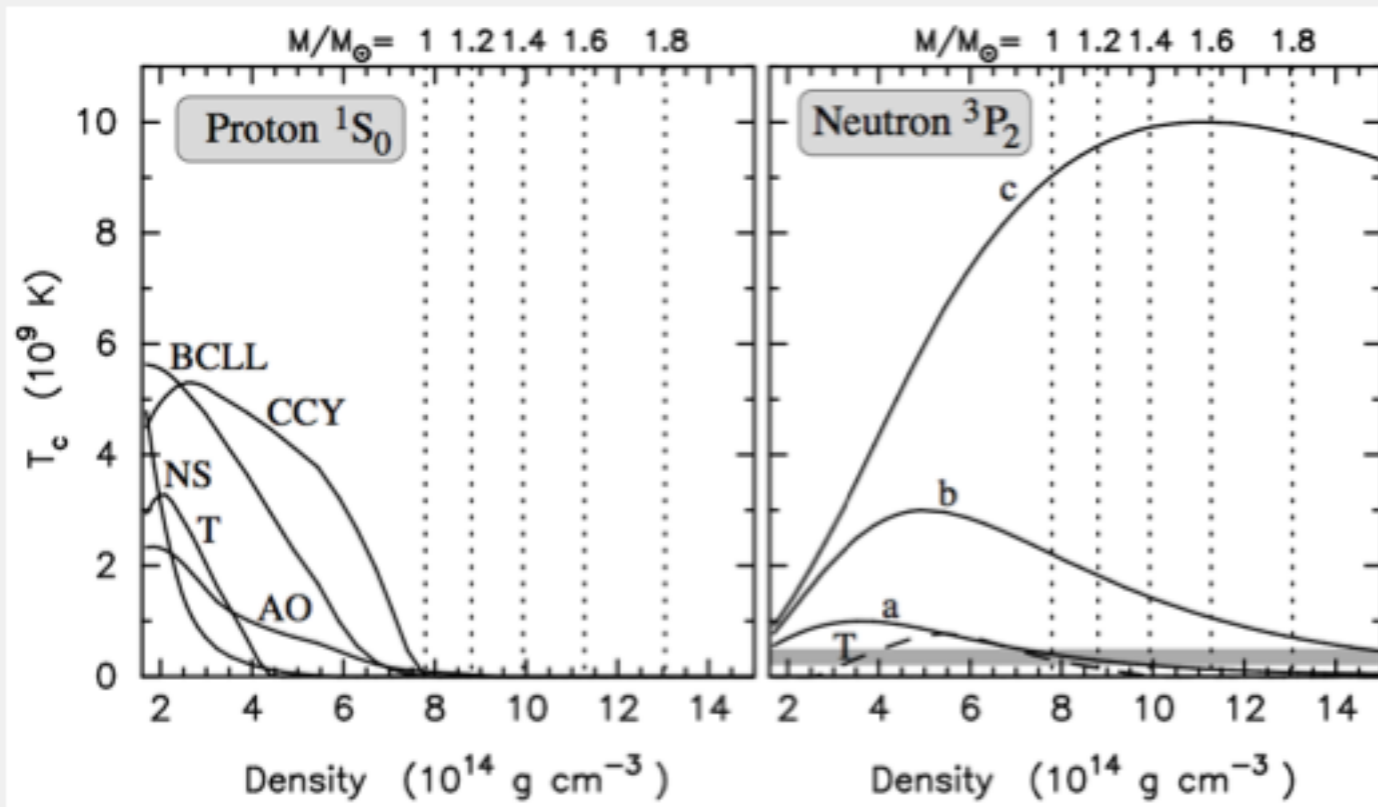 M/M⊙= 1 1.2 1.4 1.6 1.8
M/M⊙= 1 1.2 1.4 1.6 1.8
Proton ¹S₀
Neutron ³P₂
T_c (10⁹ K)
10
8
6
4
2
0
BCLL
CCY
NS
T
AO
c
b
a
T
2 4 6 8 10 12 14
2 4 6 8 10 12 14
Density (10¹⁴ g cm⁻³)
Density (10¹⁴ g cm⁻³)